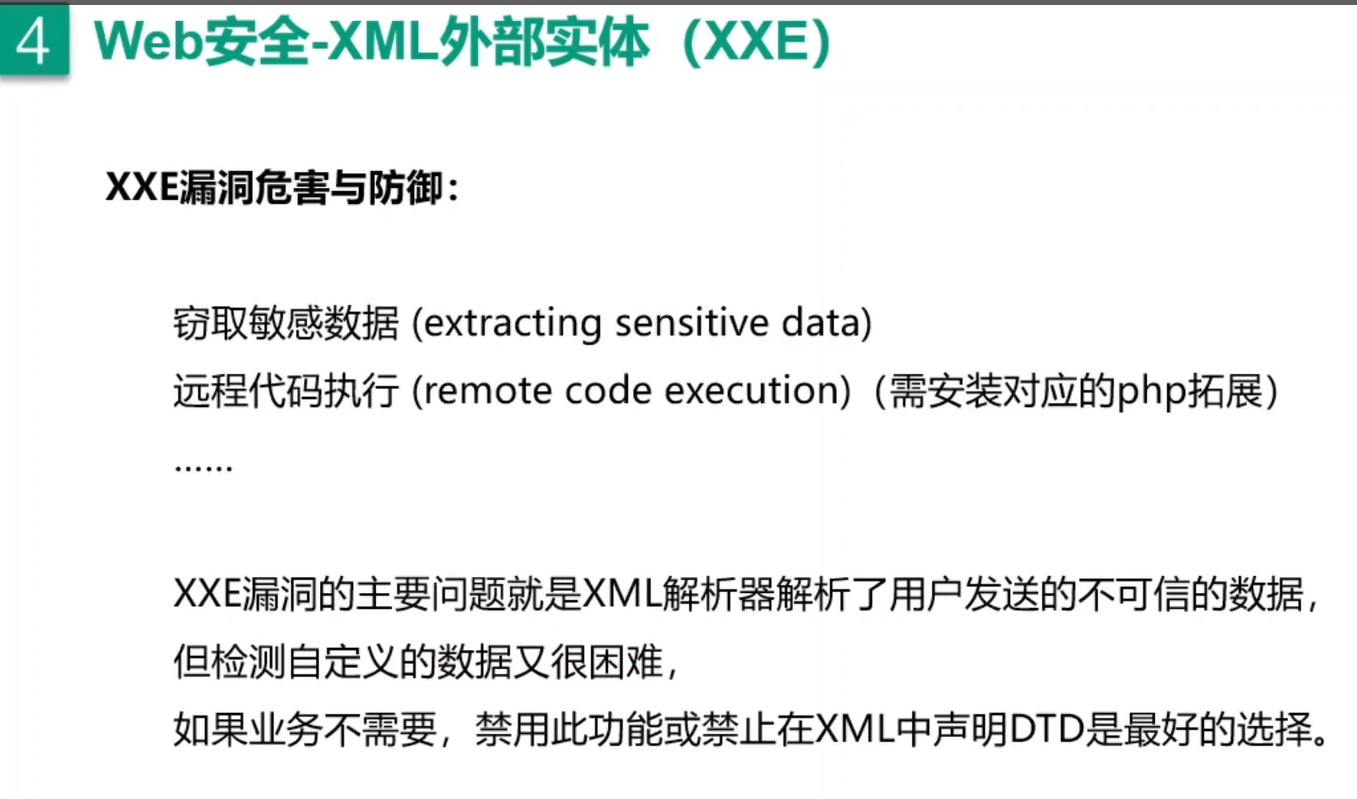 4 Web安全-XML外部实体（XXE）
XXE漏洞危害与防御：
窃取敏感数据 (extracting sensitive data)
远程代码执行 (remote code execution)（需安装对应的php拓展）
......
XXE漏洞的主要问题就是XML解析器解析了用户发送的不可信的数据，
但检测自定义的数据又很困难，
如果业务不需要，禁用此功能或禁止在XML中声明DTD是最好的选择。